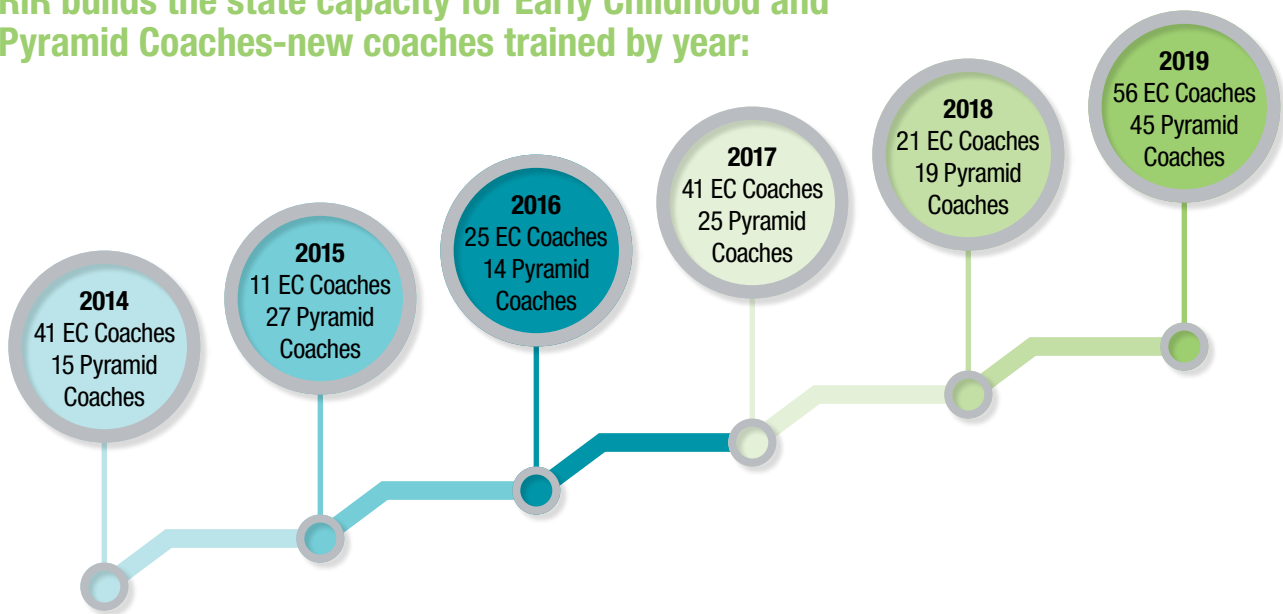 RiR builds the state capacity for Early Childhood and
Pyramid Coaches-new coaches trained by year:
2014
41 EC Coaches
15 Pyramid
Coaches
2015
11 EC Coaches
27 Pyramid
Coaches
2016
25 EC Coaches
14 Pyramid
Coaches
2017
41 EC Coaches
25 Pyramid
Coaches
2018
21 EC Coaches
19 Pyramid
Coaches
2019
56 EC Coaches
45 Pyramid
Coaches